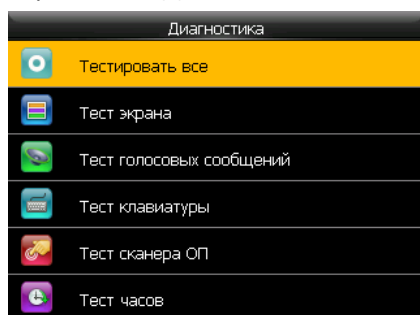 Диагностика
Тестировать все
Тест экрана
Тест голосовых сообщений
Тест клавиатуры
Тест сканера ОП
Тест часов